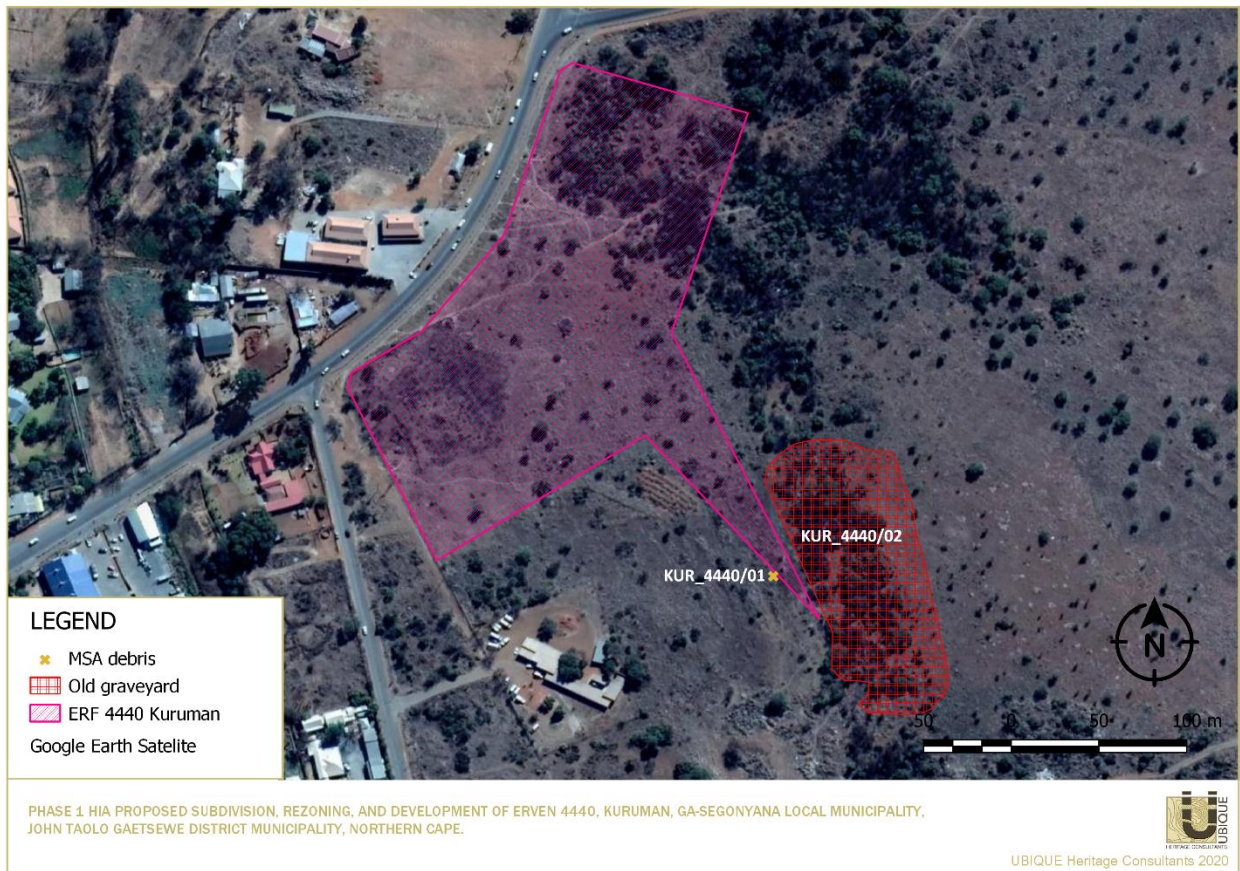 KUR_4440/02
KUR_4440/01
LEGEND
MSA debris
Old graveyard
ERF 4440 Kuruman
Google Earth Satelite
N
50 0 50 100 m
PHASE 1 HIA PROPOSED SUBDIVISION, REZONING, AND DEVELOPMENT OF ERVEN 4440, KURUMAN, GA-SEGONYANA LOCAL MUNICIPALITY,
JOHN TAOLO GAETSEWE DISTRICT MUNICIPALITY, NORTHERN CAPE.
UBIQUE
HERITAGE CONSULTANTS
UBIQUE Heritage Consultants 2020